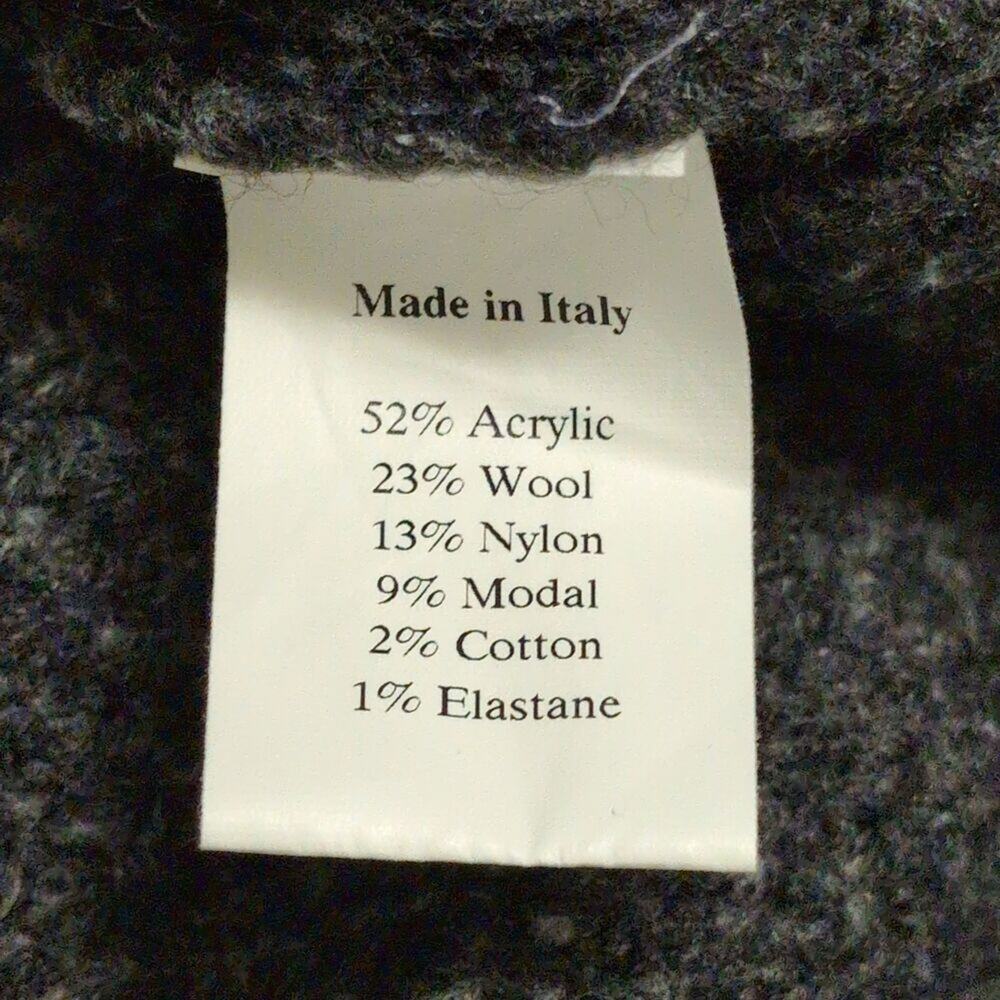 Made in Italy
52% Acrylic
23% Wool
13% Nylon
9% Modal
2% Cotton
1% Elastane